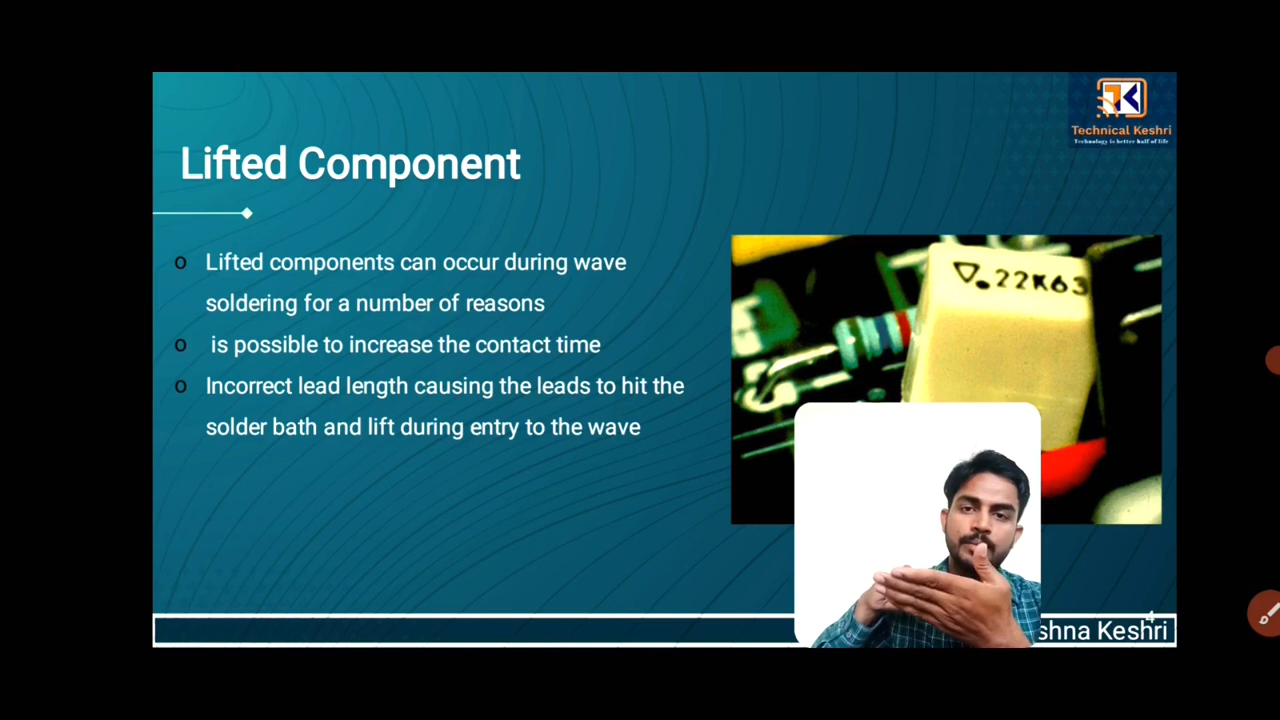 Technical Keshri
Technology is better half of life
Lifted Component
o Lifted components can occur during wave
soldering for a number of reasons
o is possible to increase the contact time
o Incorrect lead length causing the leads to hit the
solder bath and lift during entry to the wave
.22K63
4
shna Keshri